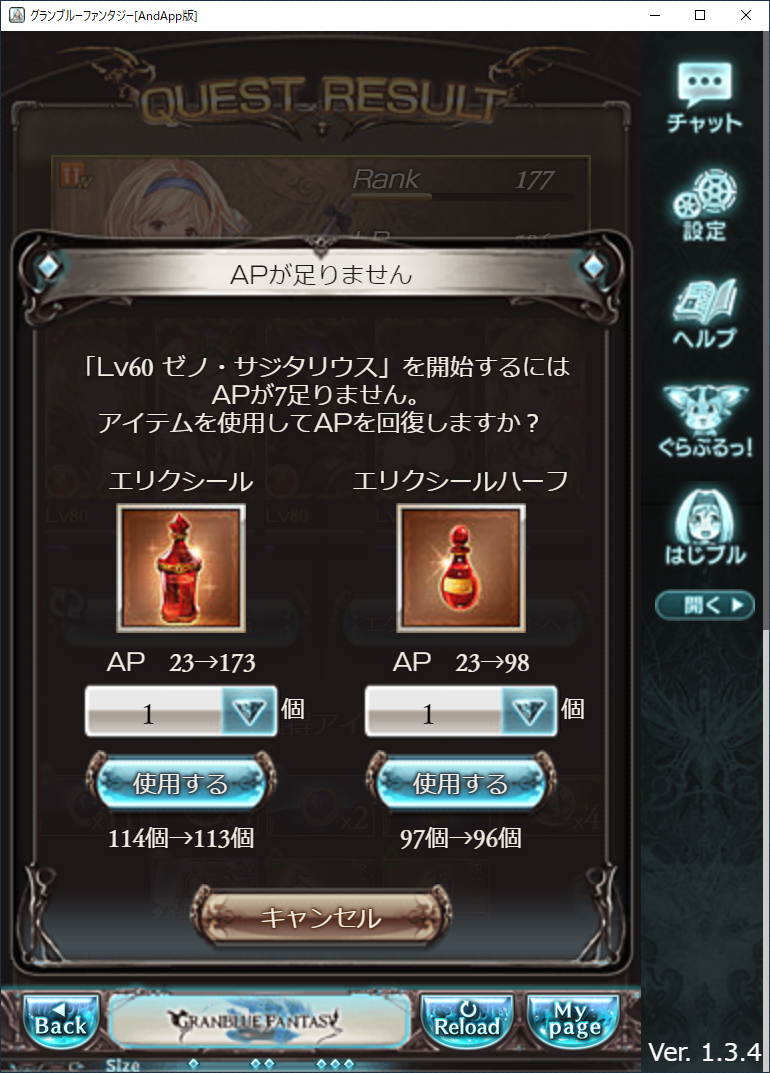 グランブルーファンタジー[AndApp版]
QUEST RESULT
Rank 177
チャット
設定
ヘルプ
ぐらぶるっ!
はじブル
開く
APが足りません
「Lv60 ゼノ・サジタリウス」を開始するには
APが7足りません。
アイテムを使用してAPを回復しますか?
エリクシール エリクシールハーフ
Lv80 Lv80
AP 23→173 AP 23→98
1 個 1 個
使用する 使用する
x2 x4
114個→113個 97個→96個
キャンセル
Back
GRANBLUE FANTASY
Reload
My page
Size
Ver. 1.3.4